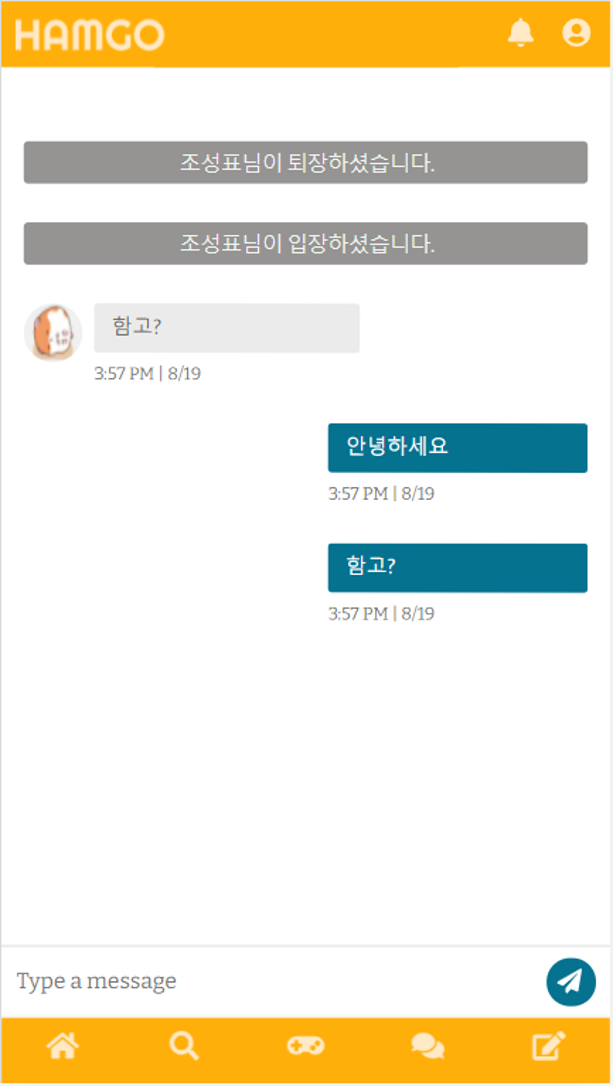 HAMGO
조성표님이 퇴장하셨습니다.
조성표님이 입장하셨습니다.
함고?
3:57 PM | 8/19
안녕하세요
3:57 PM | 8/19
함고?
3:57 PM | 8/19
Type a message